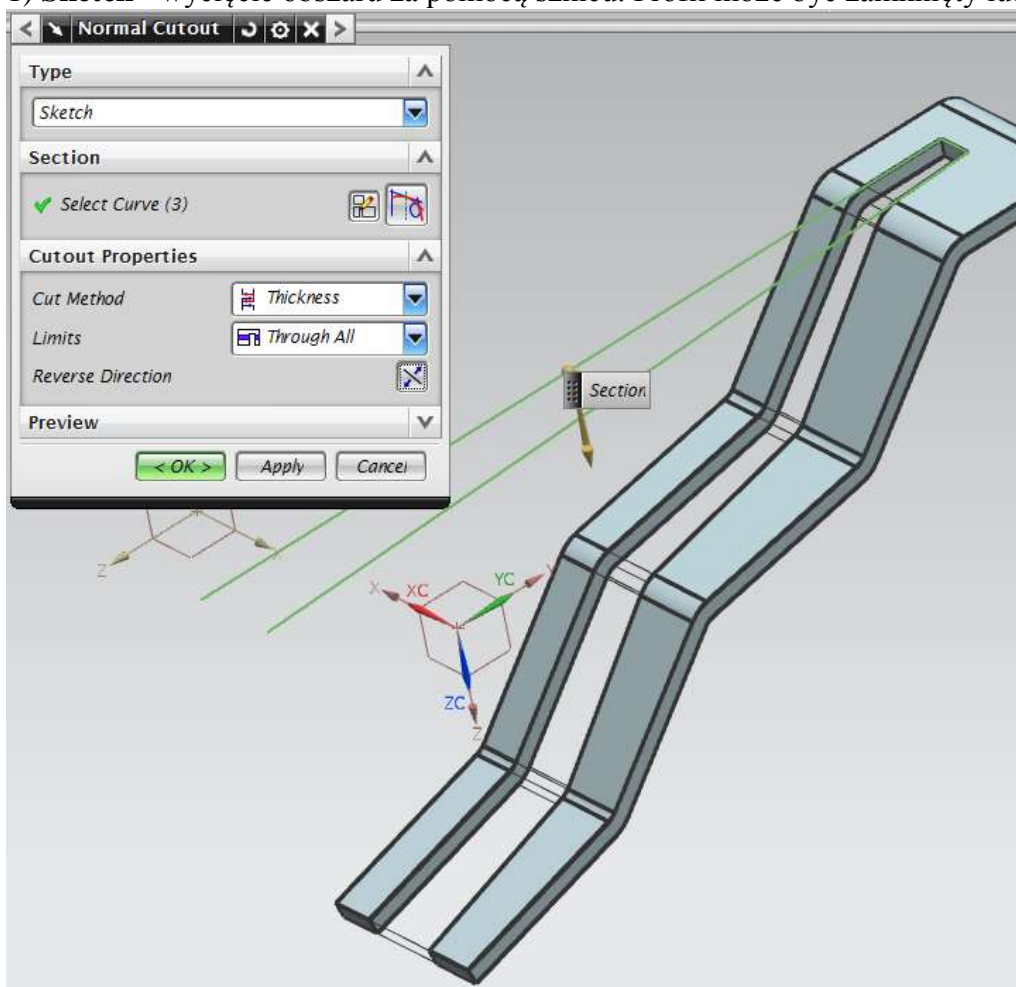 Normal Cutout
Type
Sketch
Section
Select Curve (3)
Cutout Properties
Cut Method Thickness
Limits Through All
Reverse Direction
Preview
< OK > Apply Cancel
Section
Z
X XC YC
ZC
Z